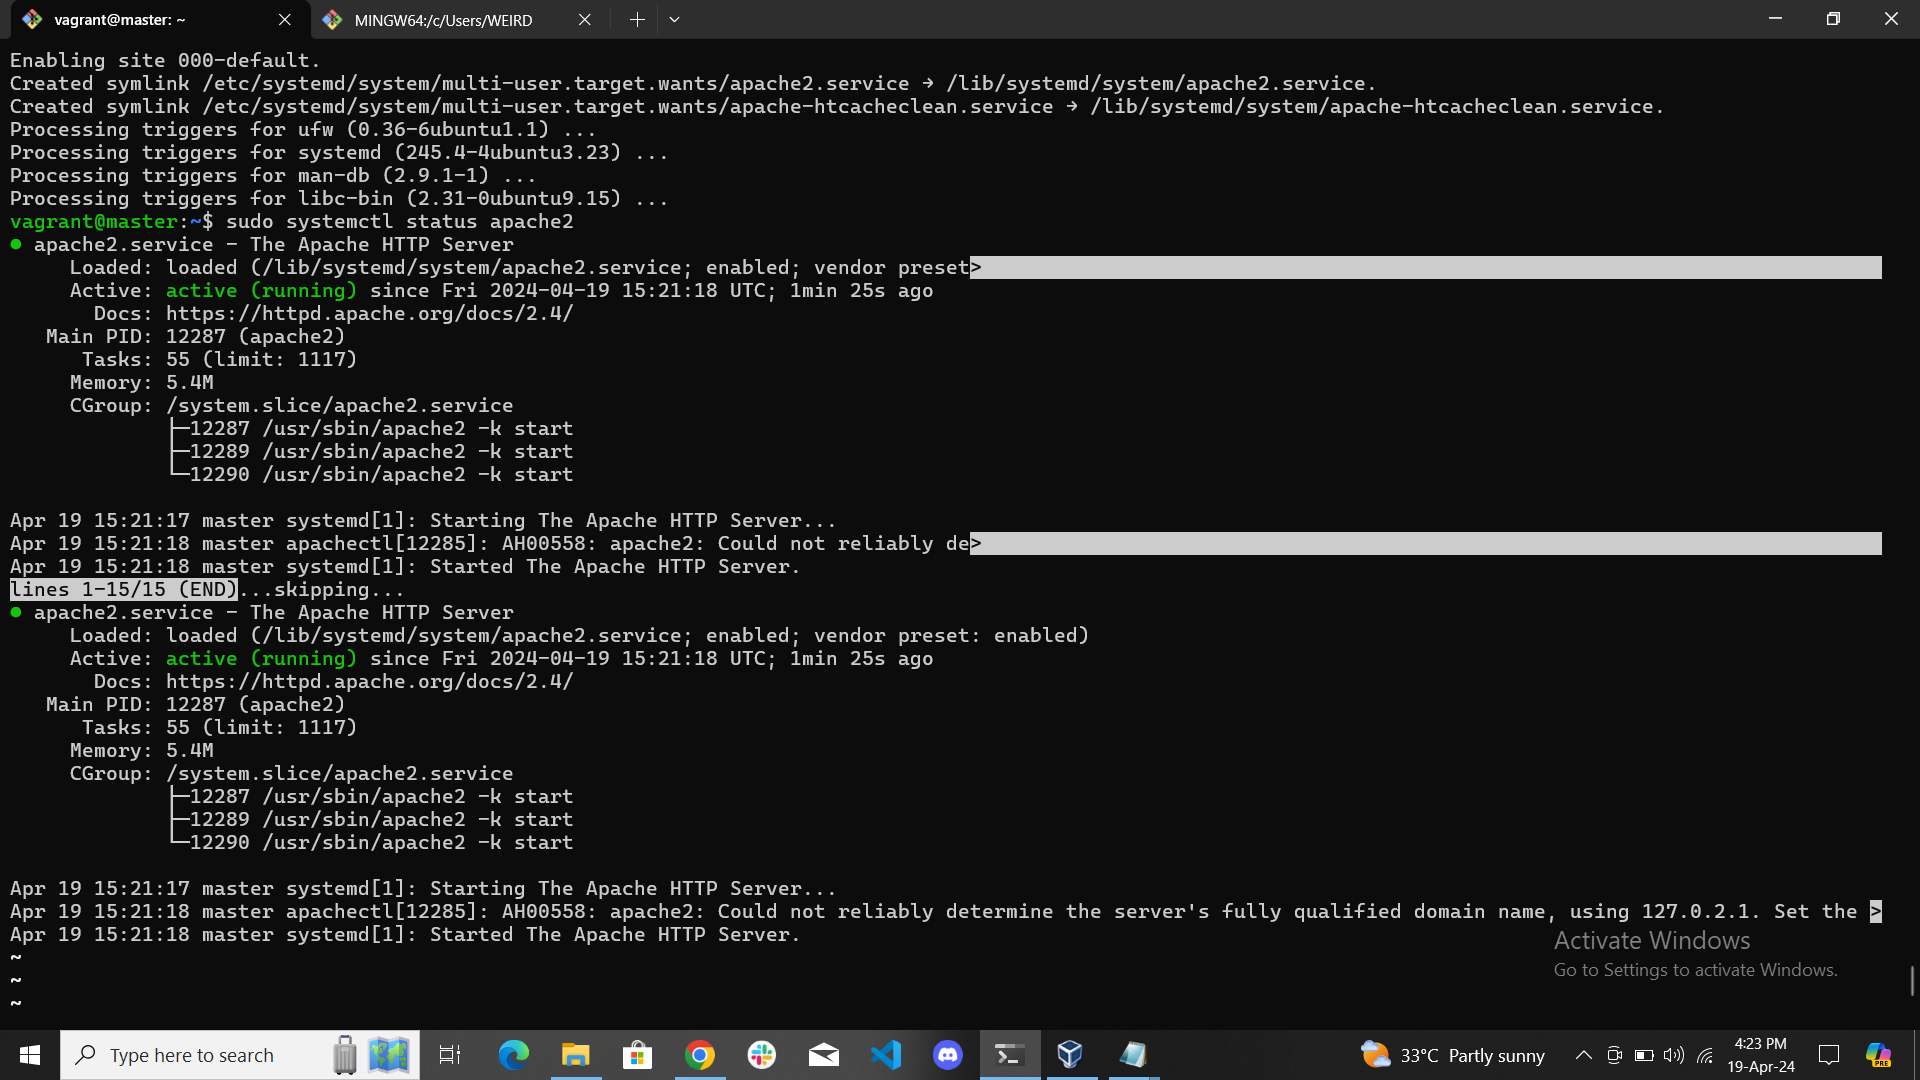 vagrant@master: ~
MINGW64:/c/Users/WEIRD
Enabling site 000-default.
Created symlink /etc/systemd/system/multi-user.target.wants/apache2.service → /lib/systemd/system/apache2.service.
Created symlink /etc/systemd/system/multi-user.target.wants/apache-htcacheclean.service → /lib/systemd/system/apache-htcacheclean.service.
Processing triggers for ufw (0.36-6ubuntu1.1) ...
Processing triggers for systemd (245.4-4ubuntu3.23) ...
Processing triggers for man-db (2.9.1-1) ...
Processing triggers for libc-bin (2.31-0ubuntu9.15) ...
vagrant@master:~$ sudo systemctl status apache2
● apache2.service - The Apache HTTP Server
Loaded: loaded (/lib/systemd/system/apache2.service; enabled; vendor preset>
Active: active (running) since Fri 2024-04-19 15:21:18 UTC; 1min 25s ago
Docs: https://httpd.apache.org/docs/2.4/
Main PID: 12287 (apache2)
Tasks: 55 (limit: 1117)
Memory: 5.4M
CGroup: /system.slice/apache2.service
├─12287 /usr/sbin/apache2 -k start
├─12289 /usr/sbin/apache2 -k start
└─12290 /usr/sbin/apache2 -k start
Apr 19 15:21:17 master systemd[1]: Starting The Apache HTTP Server...
Apr 19 15:21:18 master apachectl[12285]: AH00558: apache2: Could not reliably de>
Apr 19 15:21:18 master systemd[1]: Started The Apache HTTP Server.
lines 1-15/15 (END)...skipping...
● apache2.service - The Apache HTTP Server
Loaded: loaded (/lib/systemd/system/apache2.service; enabled; vendor preset: enabled)
Active: active (running) since Fri 2024-04-19 15:21:18 UTC; 1min 25s ago
Docs: https://httpd.apache.org/docs/2.4/
Main PID: 12287 (apache2)
Tasks: 55 (limit: 1117)
Memory: 5.4M
CGroup: /system.slice/apache2.service
├─12287 /usr/sbin/apache2 -k start
├─12289 /usr/sbin/apache2 -k start
└─12290 /usr/sbin/apache2 -k start
Apr 19 15:21:17 master systemd[1]: Starting The Apache HTTP Server...
Apr 19 15:21:18 master apachectl[12285]: AH00558: apache2: Could not reliably determine the server's fully qualified domain name, using 127.0.2.1. Set the >
Apr 19 15:21:18 master systemd[1]: Started The Apache HTTP Server.
~
~
~
Activate Windows
Go to Settings to activate Windows.
Type here to search
33°C Partly sunny
4:23 PM
19-Apr-24
PRE